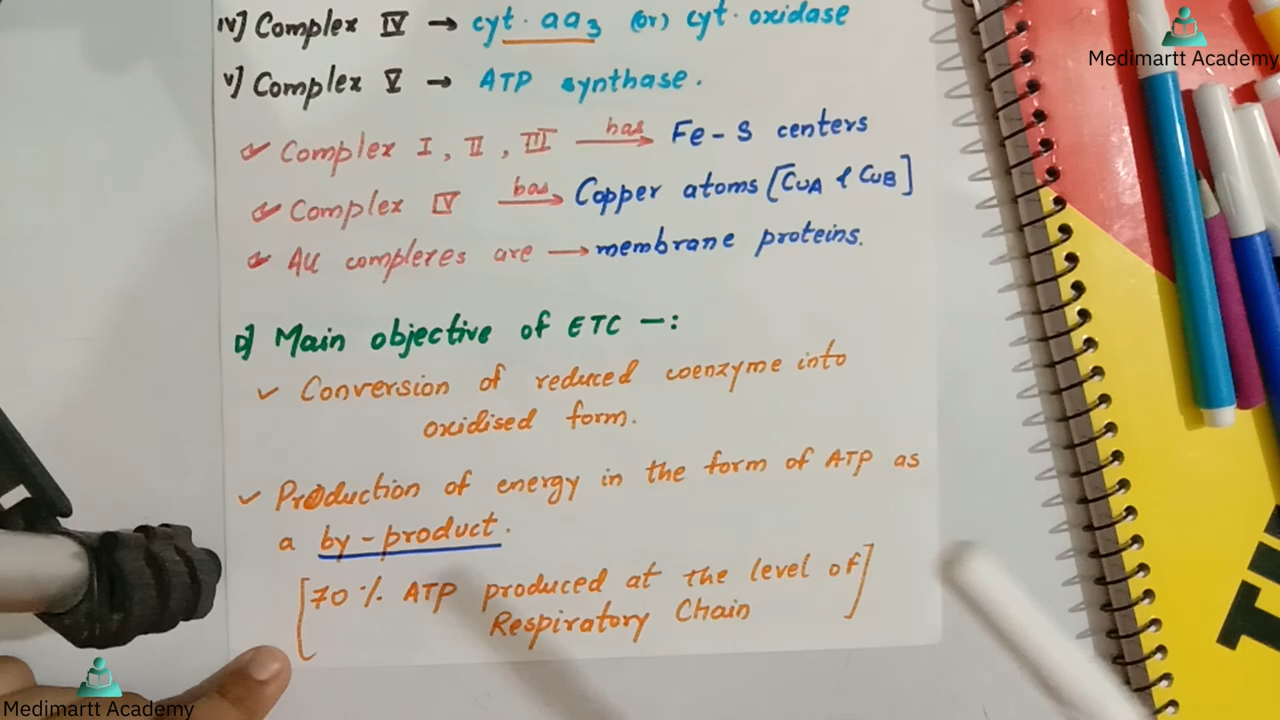 iv] Complex IV → cyt. aa3 (or) cyt. oxidase
v] Complex V → ATP synthase.
✓ Complex I, II, III has → Fe-S centers
✓ Complex IV has → Copper atoms [CuA & CuB]
✓ All complexes are → membrane proteins.
D] Main objective of ETC -:
✓ Conversion of reduced coenzyme into
oxidised form.
✓ Production of energy in the form of ATP as
a by-product.
[70% ATP produced at the level of
Respiratory Chain]
Medimartt Academy
Medimartt Academy